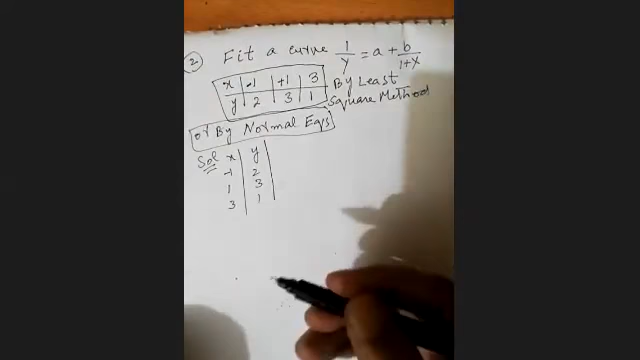 2 Fit a curve 1/y = a + b/(1+x)
x | -1 | +1 | 3
y | 2 | 3 | 1
By Least
Square Method
or By Normal Eqs
Sol x | y
-1 | 2
1 | 3
3 | 1